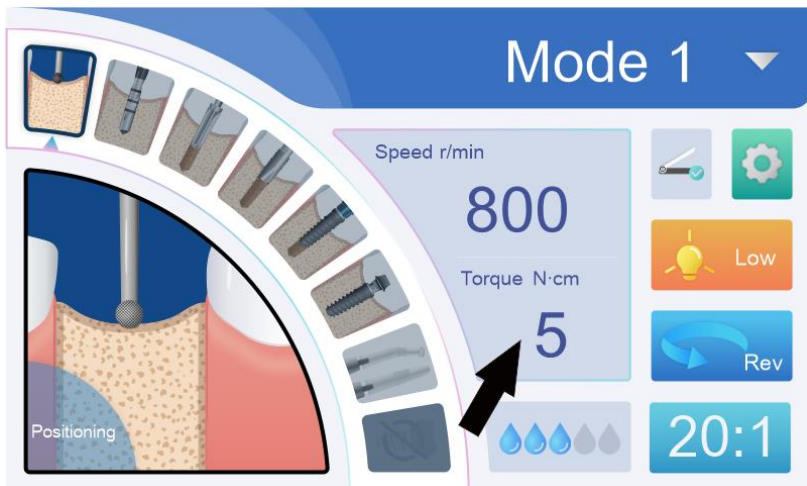 Mode 1
Speed r/min
800
Torque N·cm
5
Low
Rev
20:1
Positioning